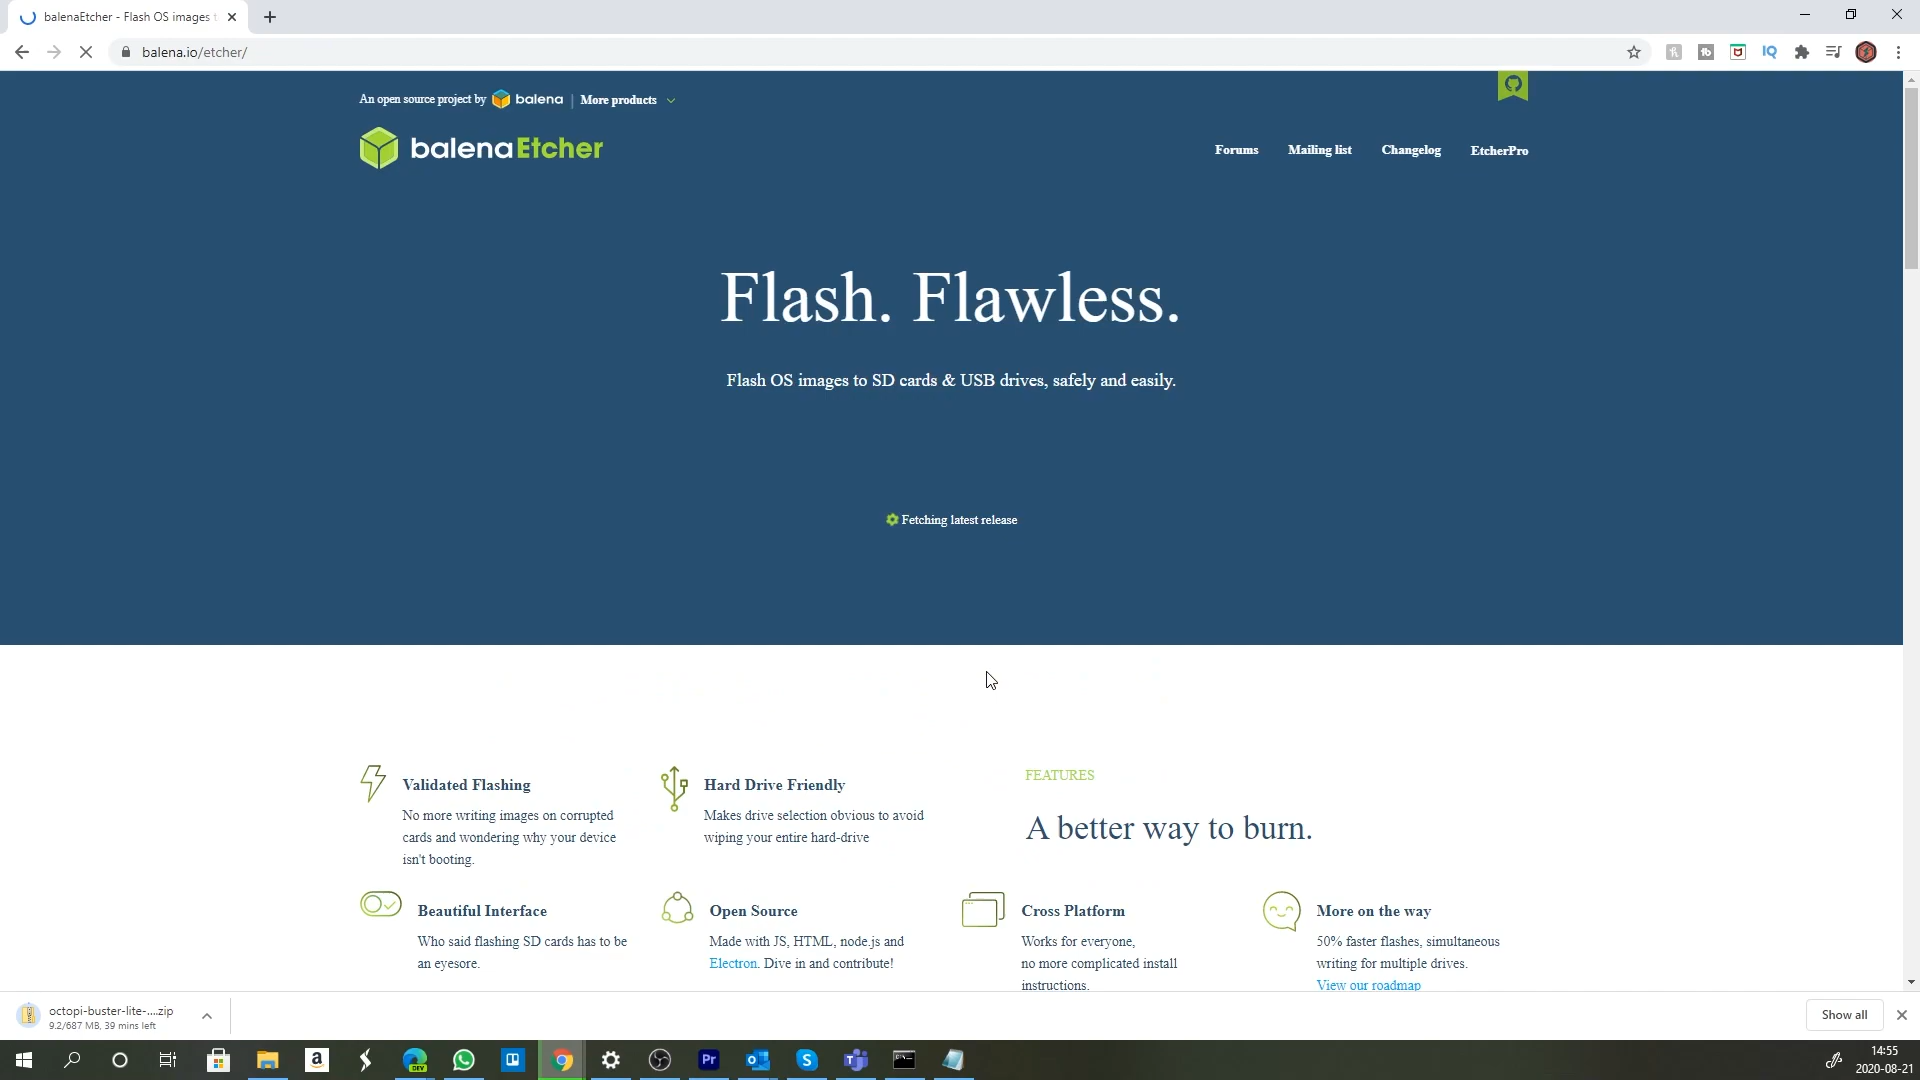 balenaEtcher - Flash OS images t
balena.io/etcher/
IQ
An open source project by balena | More products
balenaEtcher
Forums
Mailing list
Changelog
EtcherPro
Flash. Flawless.
Flash OS images to SD cards & USB drives, safely and easily.
Fetching latest release
Validated Flashing
No more writing images on corrupted
cards and wondering why your device
isn't booting.
Hard Drive Friendly
Makes drive selection obvious to avoid
wiping your entire hard-drive
FEATURES
A better way to burn.
Beautiful Interface
Who said flashing SD cards has to be
an eyesore.
Open Source
Made with JS, HTML, node.js and
Electron. Dive in and contribute!
Cross Platform
Works for everyone,
no more complicated install
instructions.
More on the way
50% faster flashes, simultaneous
writing for multiple drives.
View our roadmap
octopi-buster-lite-....zip
9.2/687 MB, 39 mins left
Show all
DEV
Pr
14:55
2020-08-21